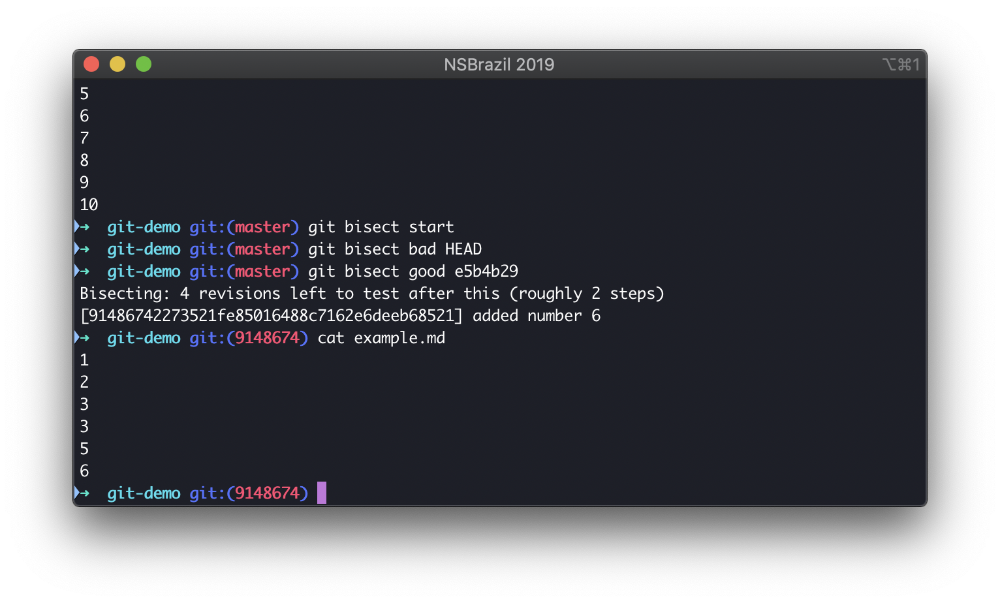 NSBrazil 2019
⌥⌘1
5
6
7
8
9
10
➜ git-demo git:(master) git bisect start
➜ git-demo git:(master) git bisect bad HEAD
➜ git-demo git:(master) git bisect good e5b4b29
Bisecting: 4 revisions left to test after this (roughly 2 steps)
[91486742273521fe85016488c7162e6deeb68521] added number 6
➜ git-demo git:(9148674) cat example.md
1
2
3
3
5
6
➜ git-demo git:(9148674)